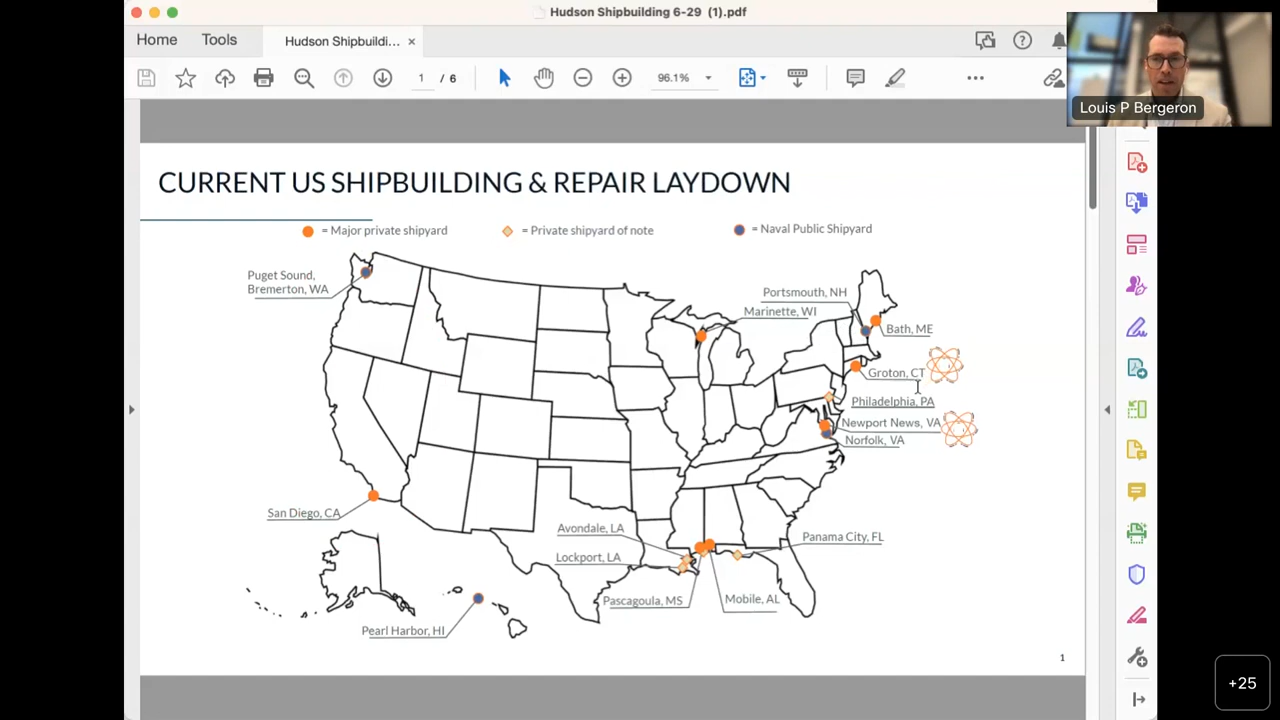 Hudson Shipbuilding 6-29 (1).pdf
Home
Tools
Hudson Shipbuildi...
1 / 6
96.1%
Louis P Bergeron
CURRENT US SHIPBUILDING & REPAIR LAYDOWN
= Major private shipyard
= Private shipyard of note
= Naval Public Shipyard
Puget Sound,
Bremerton, WA
Portsmouth, NH
Marinette, WI
Bath, ME
Groton, CT
Philadelphia, PA
Newport News, VA
Norfolk, VA
San Diego, CA
Avondale, LA
Panama City, FL
Lockport, LA
Pascagoula, MS
Mobile, AL
Pearl Harbor, HI
1
+25